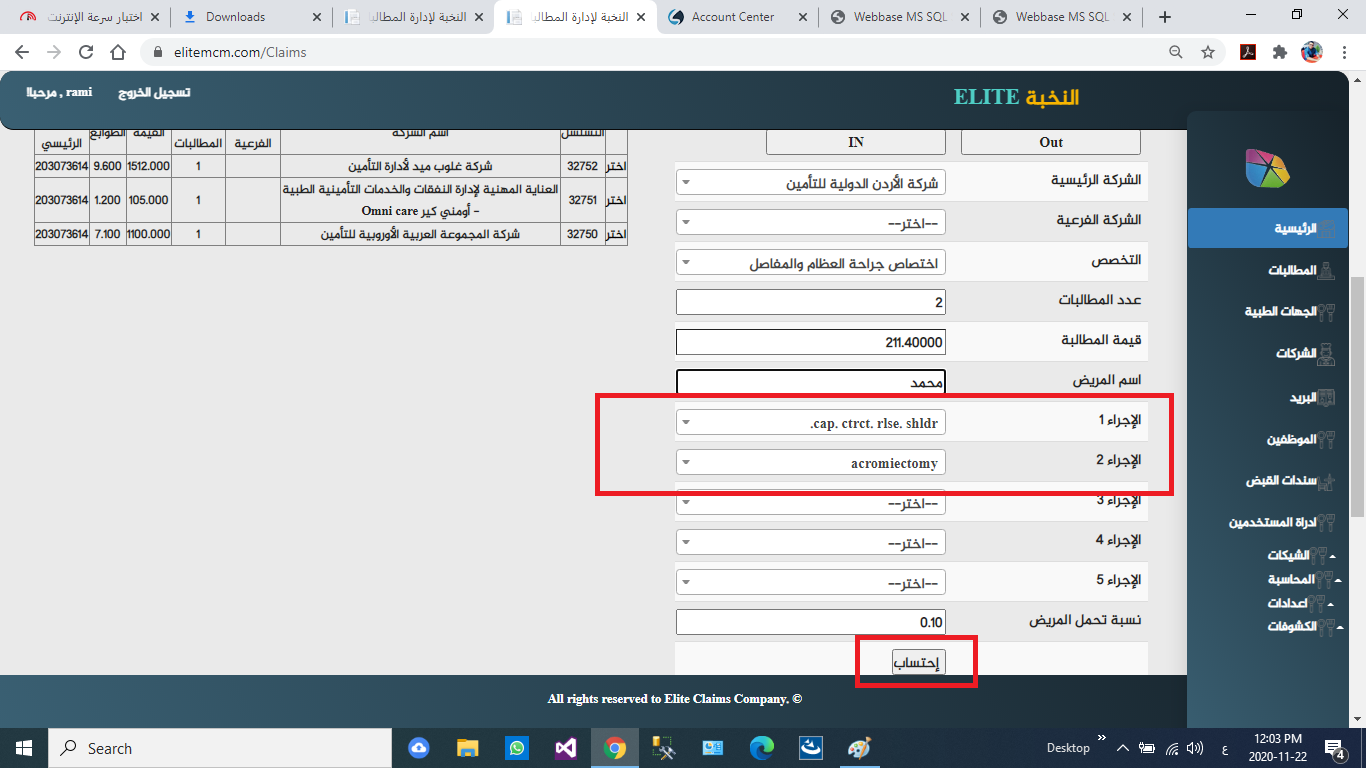 اختبار سرعة الإنترنت
Downloads
النخبة لإدارة المطالبا
النخبة لإدارة المطالبا
Account Center
Webbase MS SQL
Webbase MS SQL
elitemcm.com/Claims
النخبة ELITE
تسجيل الخروج
مرحبا! , rami
التسلسل اسم الشركة القيمة الطوابع
الفرعية المطالبات الرئيسي
اختر 32752 شركة غلوب ميد لأدارة التأمين 1 1512.000 9.600 203073614
اختر 32751 العناية المهنية لإدارة النفقات والخدمات التأمينية الطبية 1 105.000 1.200 203073614
- أومني كير Omni care
اختر 32750 شركة المجموعة العربية الأوروبية للتأمين 1 1100.000 7.100 203073614
Out
IN
الشركة الرئيسية شركة الأردن الدولية للتأمين
الشركة الفرعية --اختر--
التخصص اختصاص جراحة العظام والمفاصل
عدد المطالبات 2
قيمة المطالبة 211.40000
اسم المريض محمد
الإجراء 1 cap. ctrct. rlse. shldr.
الإجراء 2 acromiectomy
الإجراء 3 --اختر--
الإجراء 4 --اختر--
الإجراء 5 --اختر--
نسبة تحمل المريض 0.10
إحتساب
الرئيسية
المطالبات
الجهات الطبية
الشركات
البريد
الموظفين
سندات القبض
ادراة المستخدمين
الشيكات
المحاسبة
اعدادات
الكشوفات
All rights reserved to Elite Claims Company. ©
Search
Desktop
ع
12:03 PM
2020-11-22
4